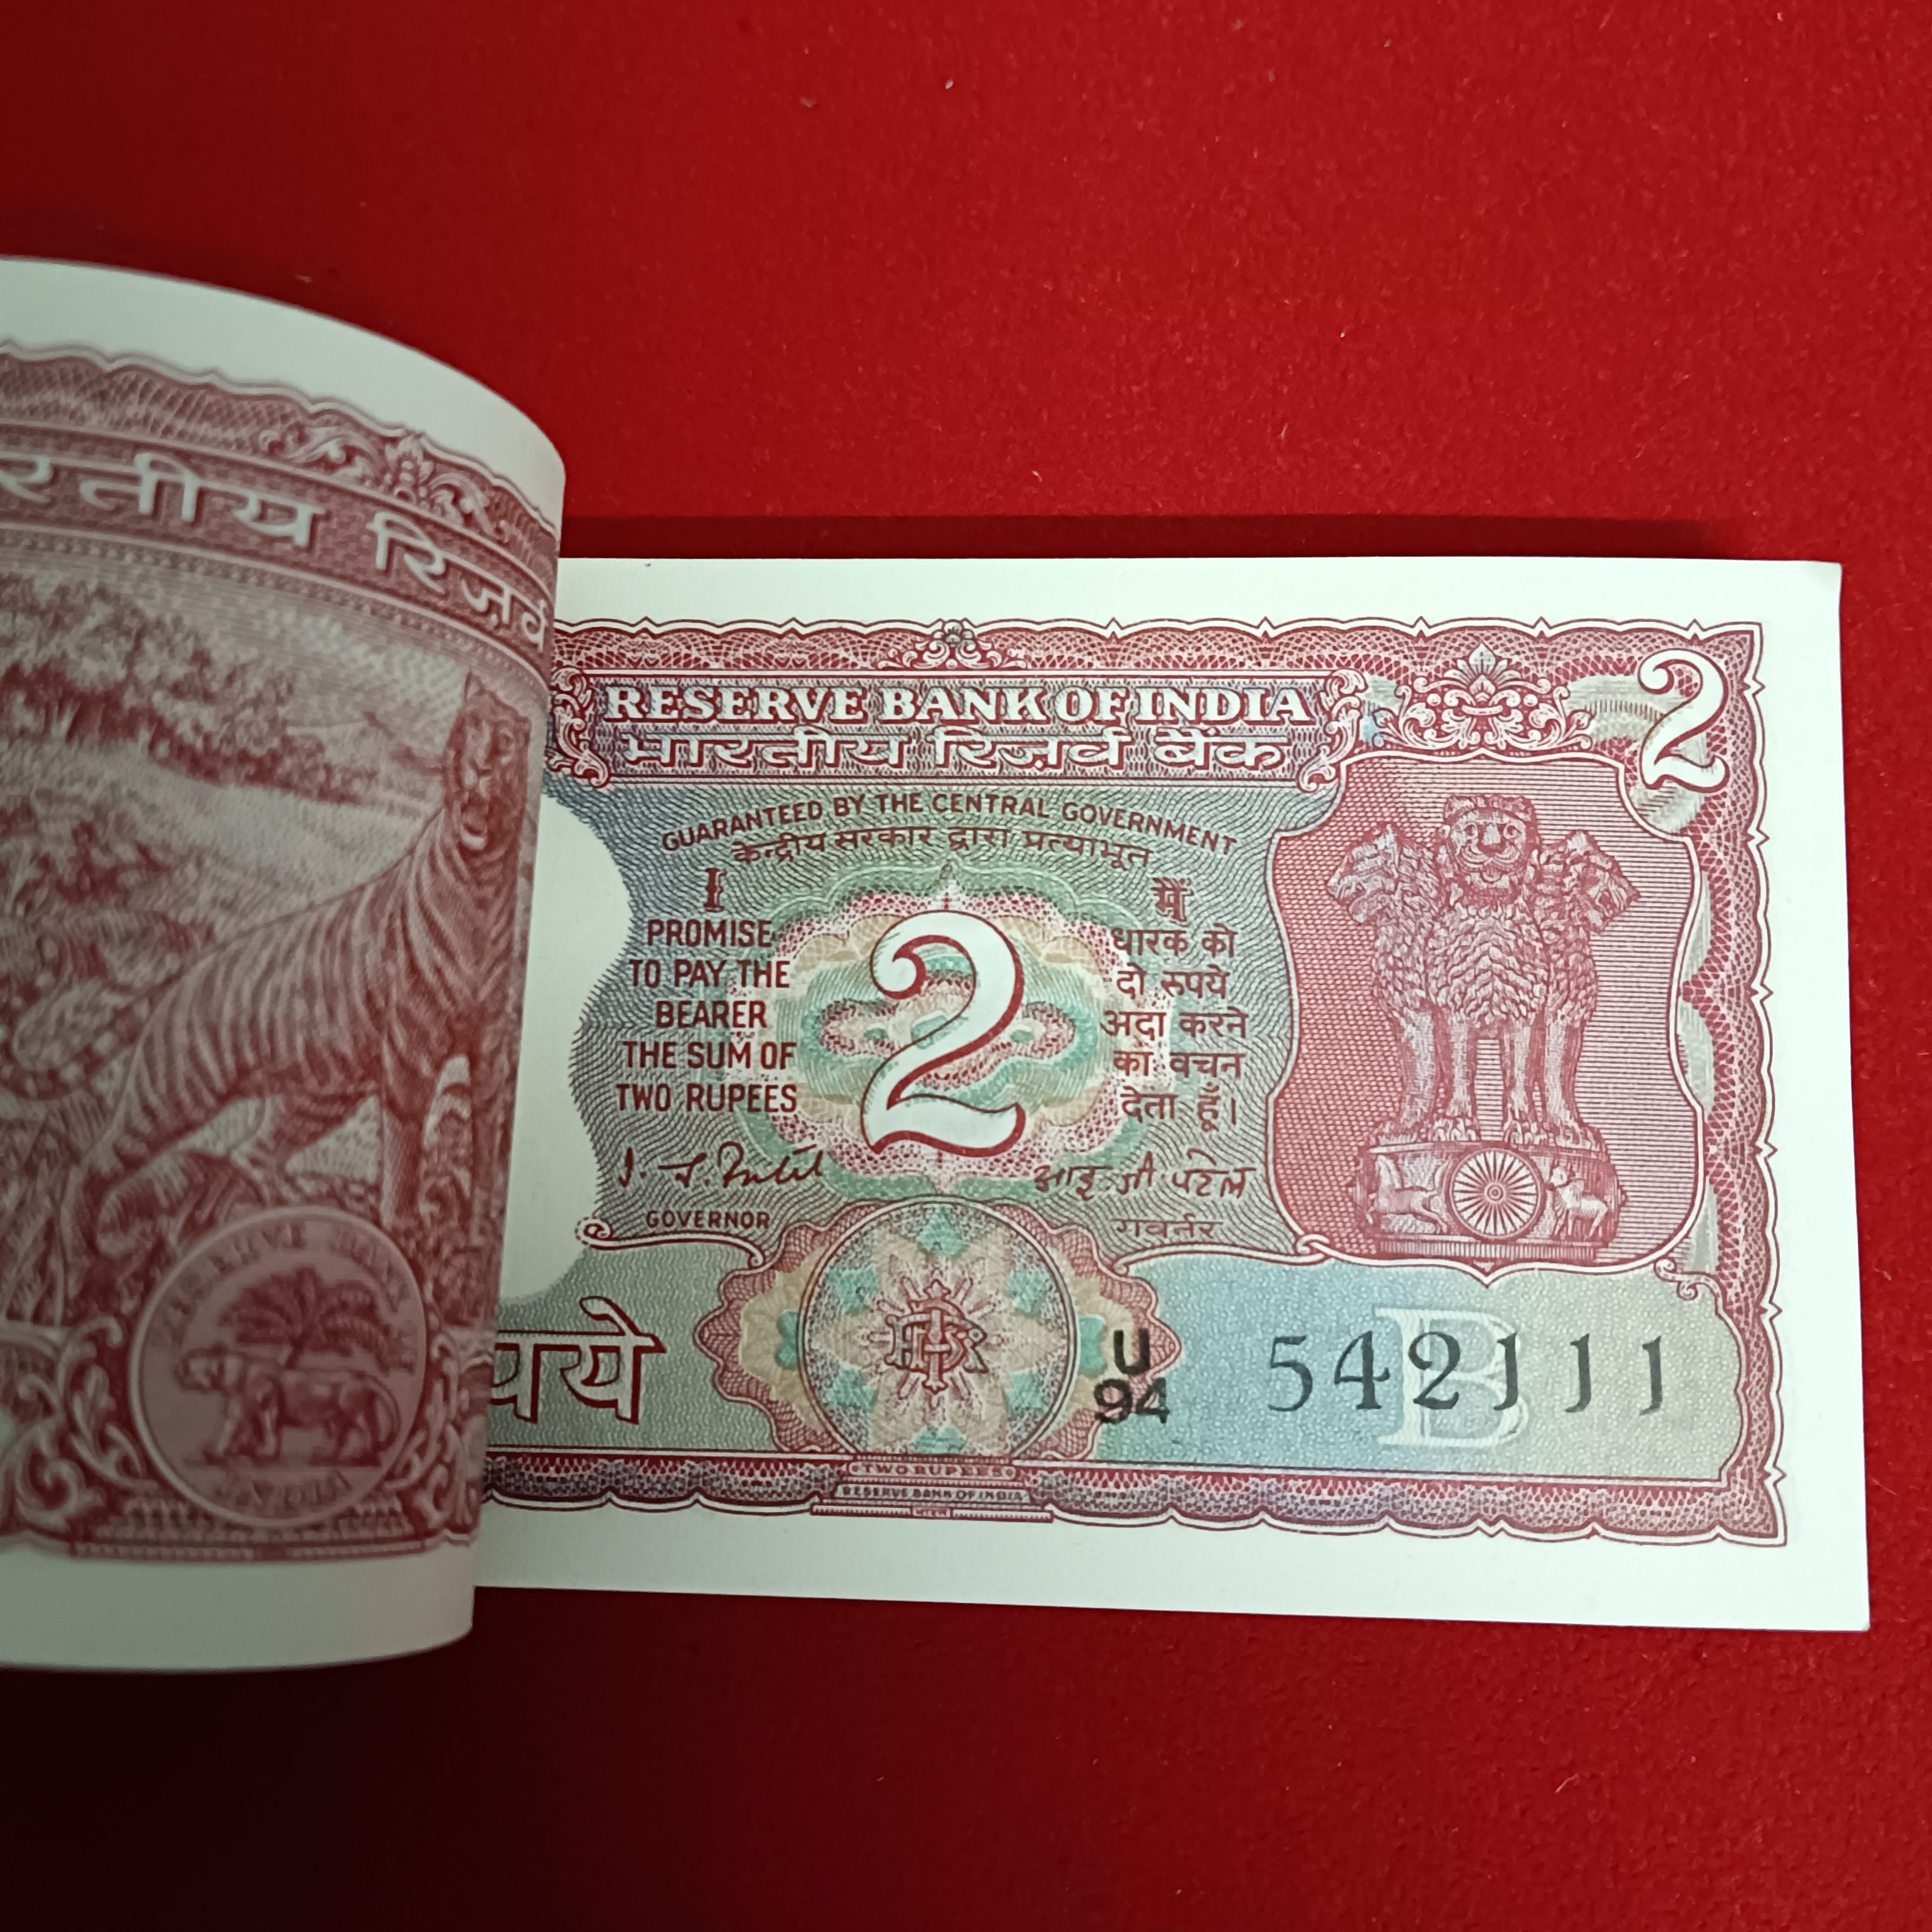 रतीय रिज़र्व
RESERVE BANK OF INDIA
भारतीय रिज़र्व बैंक
GUARANTEED BY THE CENTRAL GOVERNMENT
केन्द्रीय सरकार द्वारा प्रत्याभूत
2
I
PROMISE
TO PAY THE
BEARER
THE SUM OF
TWO RUPEES
2
मैं
धारक को
दो रुपये
अदा करने
का वचन
देता हूँ।
I. G. Patel
GOVERNOR
आइ. जी. पटेल
गवर्नर
पये
U
94
542111
B
TWO RUPEES
RESERVE BANK OF INDIA
भारत